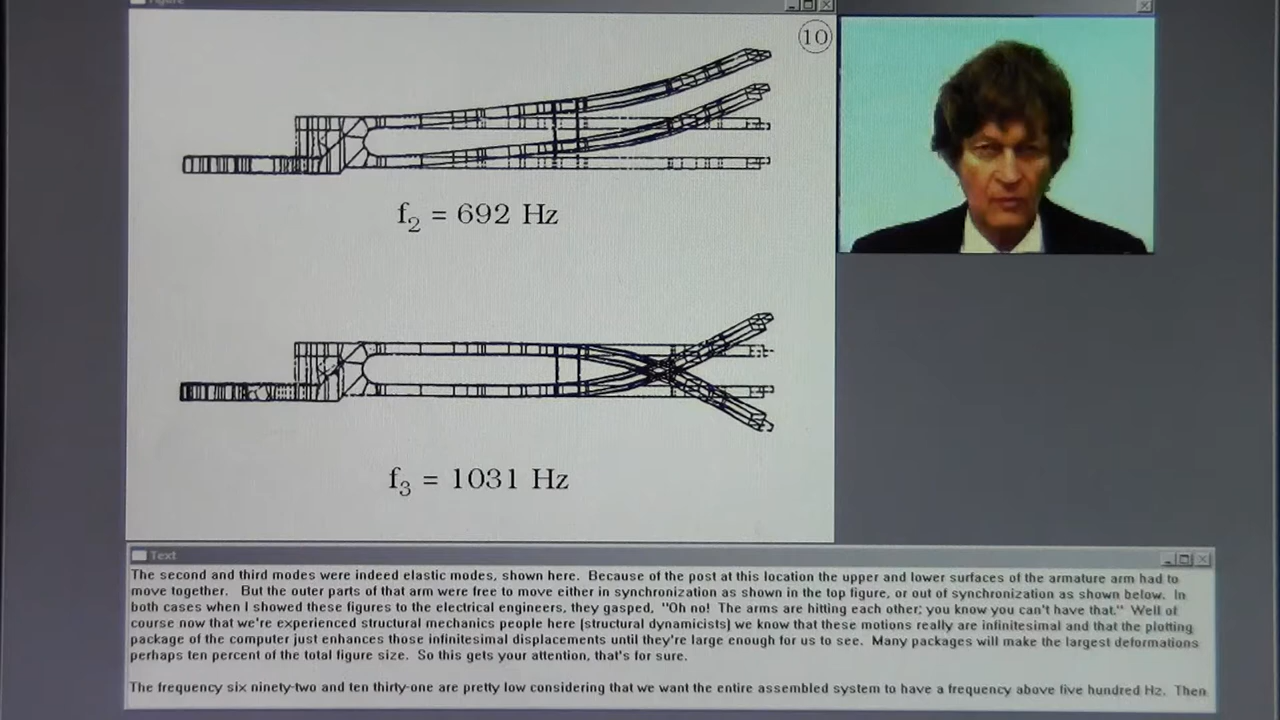 Figure
10
f2 = 692 Hz
f3 = 1031 Hz
Text
The second and third modes were indeed elastic modes, shown here. Because of the post at this location the upper and lower surfaces of the armature arm had to
move together. But the outer parts of that arm were free to move either in synchronization as shown in the top figure, or out of synchronization as shown below. In
both cases when I showed these figures to the electrical engineers, they gasped, "Oh no! The arms are hitting each other; you know you can't have that." Well of
course now that we're experienced structural mechanics people here (structural dynamicists) we know that these motions really are infinitesimal and that the plotting
package of the computer just enhances those infinitesimal displacements until they're large enough for us to see. Many packages will make the largest deformations
perhaps ten percent of the total figure size. So this gets your attention, that's for sure.
The frequency six ninety-two and ten thirty-one are pretty low considering that we want the entire assembled system to have a frequency above five hundred Hz. Then